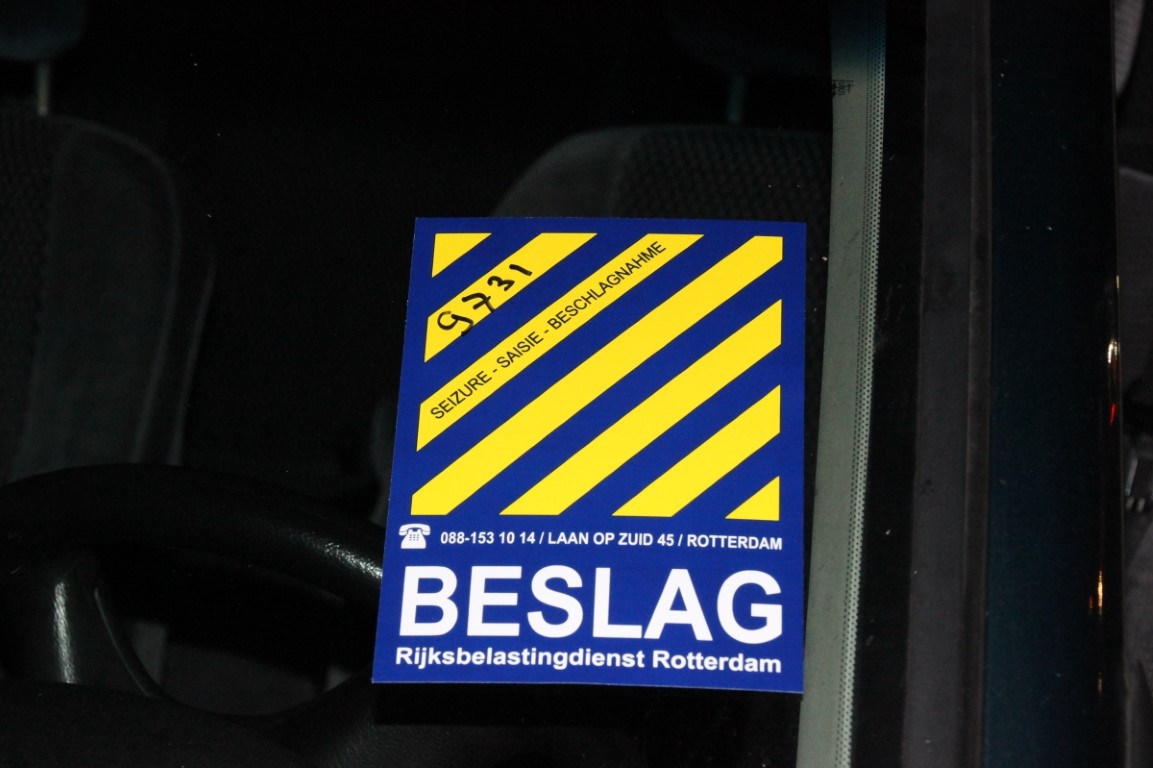 9731
SEIZURE - SAISIE - BESCHLAGNAHME
088-153 10 14 / LAAN OP ZUID 45 / ROTTERDAM
BESLAG
Rijksbelastingdienst Rotterdam